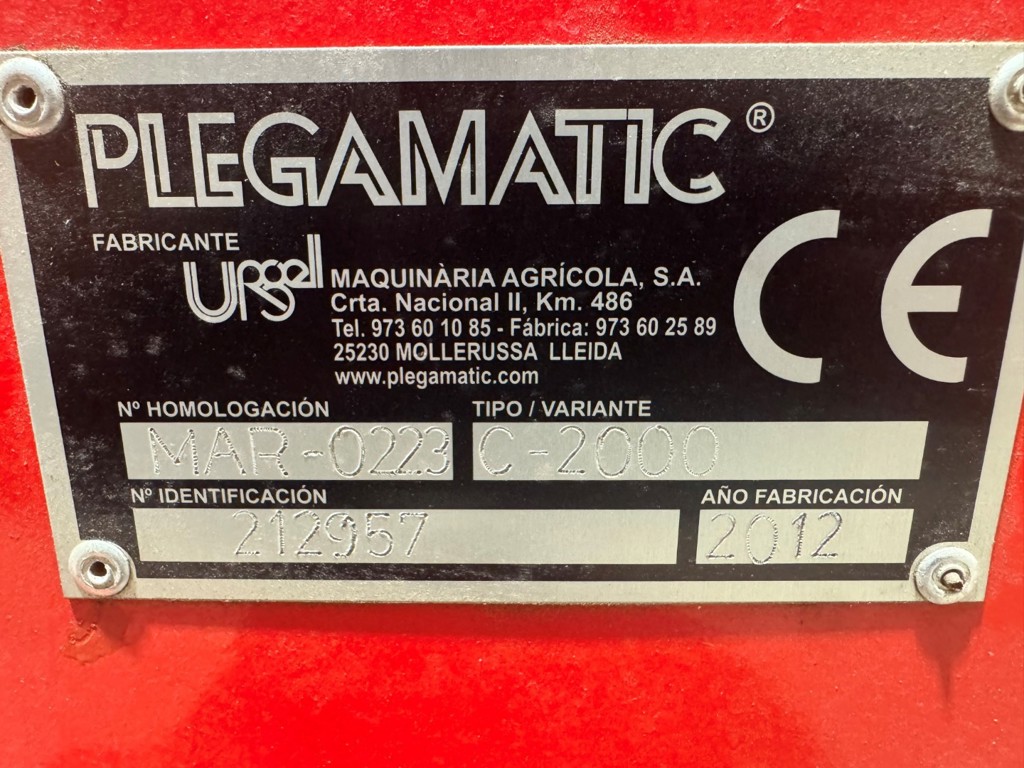 PLEGAMATIC®
FABRICANTE
Urgell MAQUINÀRIA AGRÍCOLA, S.A.
Crta. Nacional II, Km. 486
Tel. 973 60 10 85 - Fábrica: 973 60 25 89
25230 MOLLERUSSA LLEIDA
www.plegamatic.com
CE
Nº HOMOLOGACIÓN TIPO / VARIANTE
MAR-0223 C-2000
Nº IDENTIFICACIÓN AÑO FABRICACIÓN
212957 2012